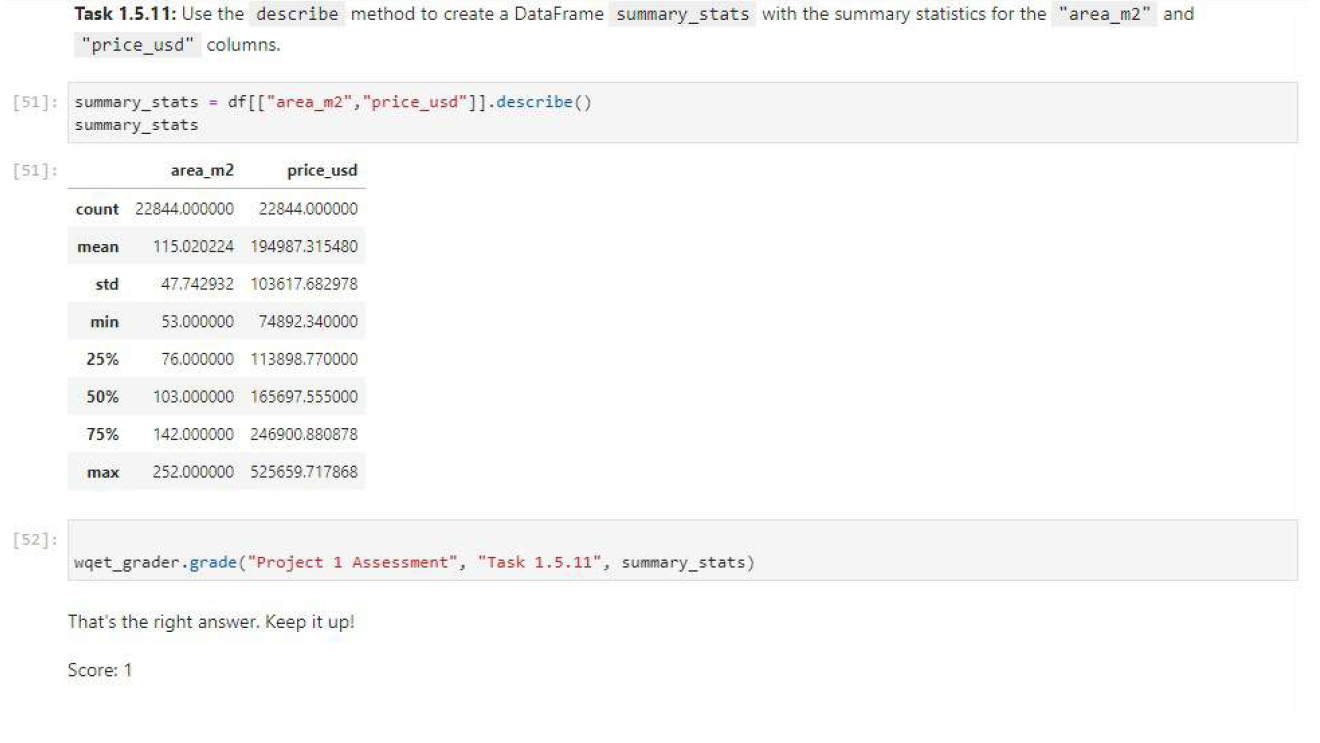 Task 1.5.11: Use the describe method to create a DataFrame summary_stats with the summary statistics for the "area_m2" and
"price_usd" columns.
[51]: summary_stats = df[["area_m2","price_usd"]].describe()
summary_stats
[51]: area_m2 price_usd
count 22844.000000 22844.000000
mean 115.020224 194987.315480
std 47.742932 103617.682978
min 53.000000 74892.340000
25% 76.000000 113898.770000
50% 103.000000 165697.555000
75% 142.000000 246900.880878
max 252.000000 525659.717868
[52]:
wqet_grader.grade("Project 1 Assessment", "Task 1.5.11", summary_stats)
That's the right answer. Keep it up!
Score: 1